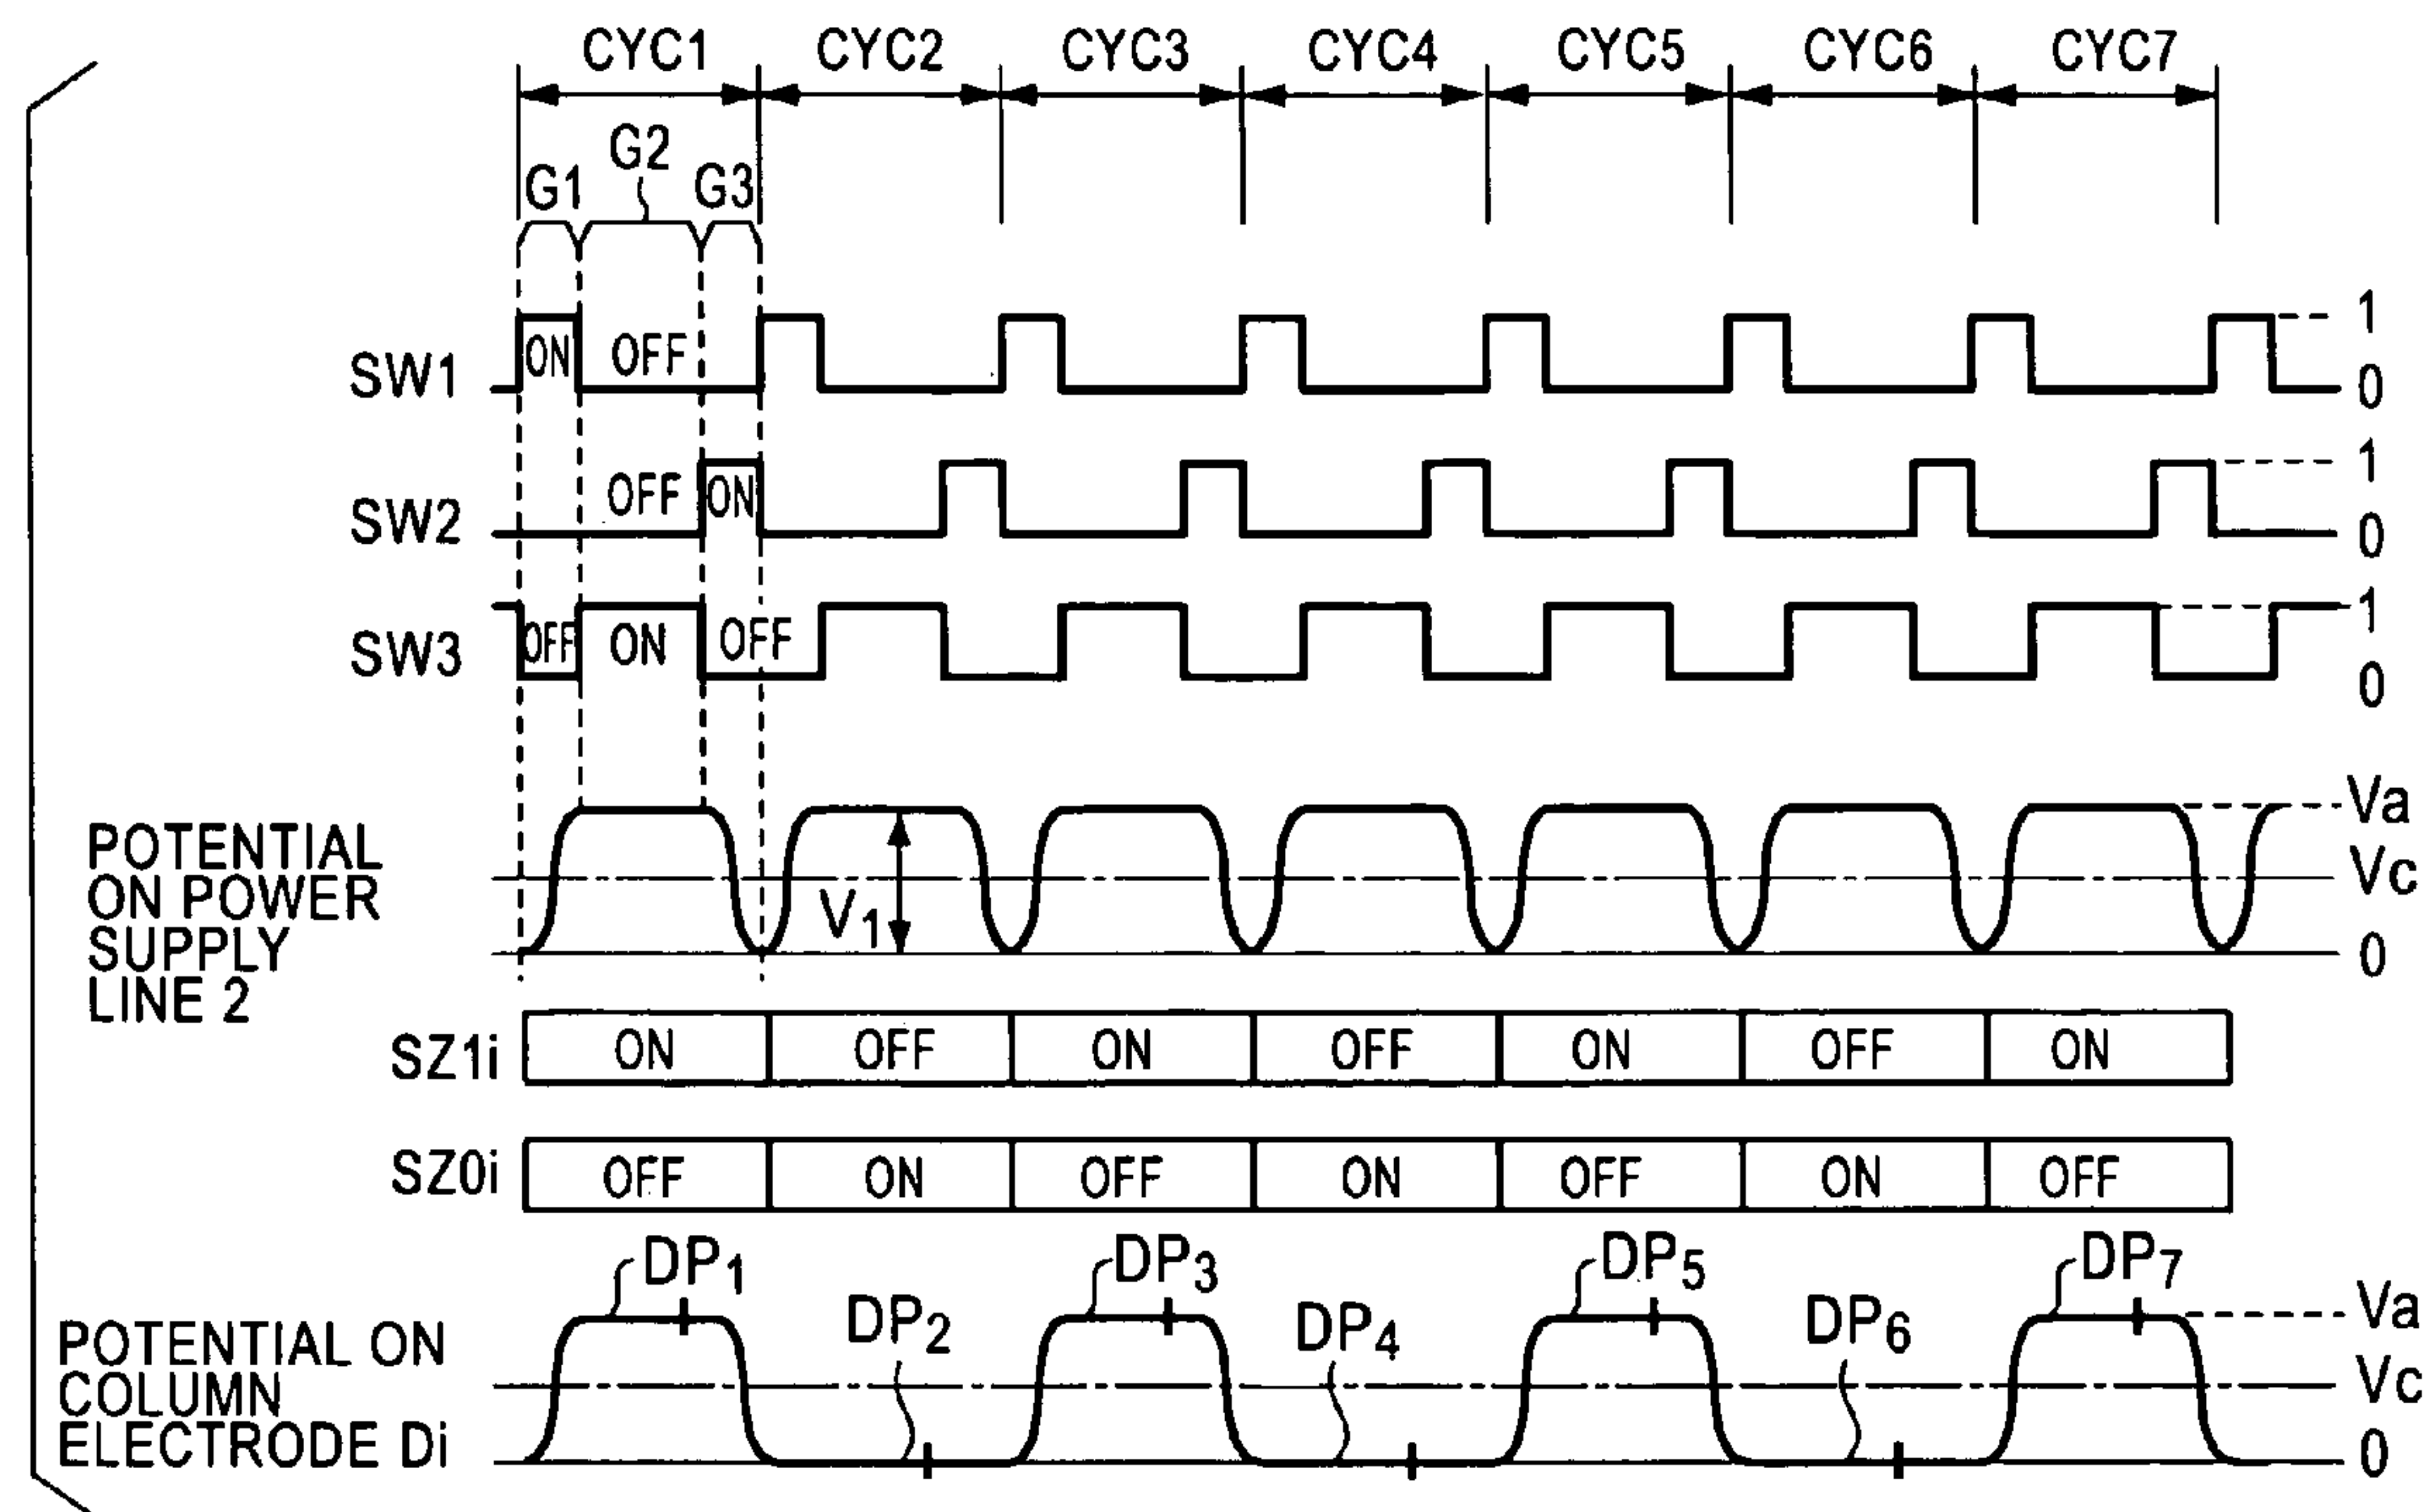 CYC1 CYC2 CYC3 CYC4 CYC5 CYC6 CYC7
G1 G2 G3
SW1 ON OFF 1 0
SW2 OFF ON 1 0
SW3 OFF ON OFF 1 0
POTENTIAL
ON POWER
SUPPLY
LINE 2
V1 Va Vc 0
SZ1i ON OFF ON OFF ON OFF ON
SZ0i OFF ON OFF ON OFF ON OFF
DP1 DP2 DP3 DP4 DP5 DP6 DP7
POTENTIAL ON
COLUMN
ELECTRODE Di
Va Vc 0